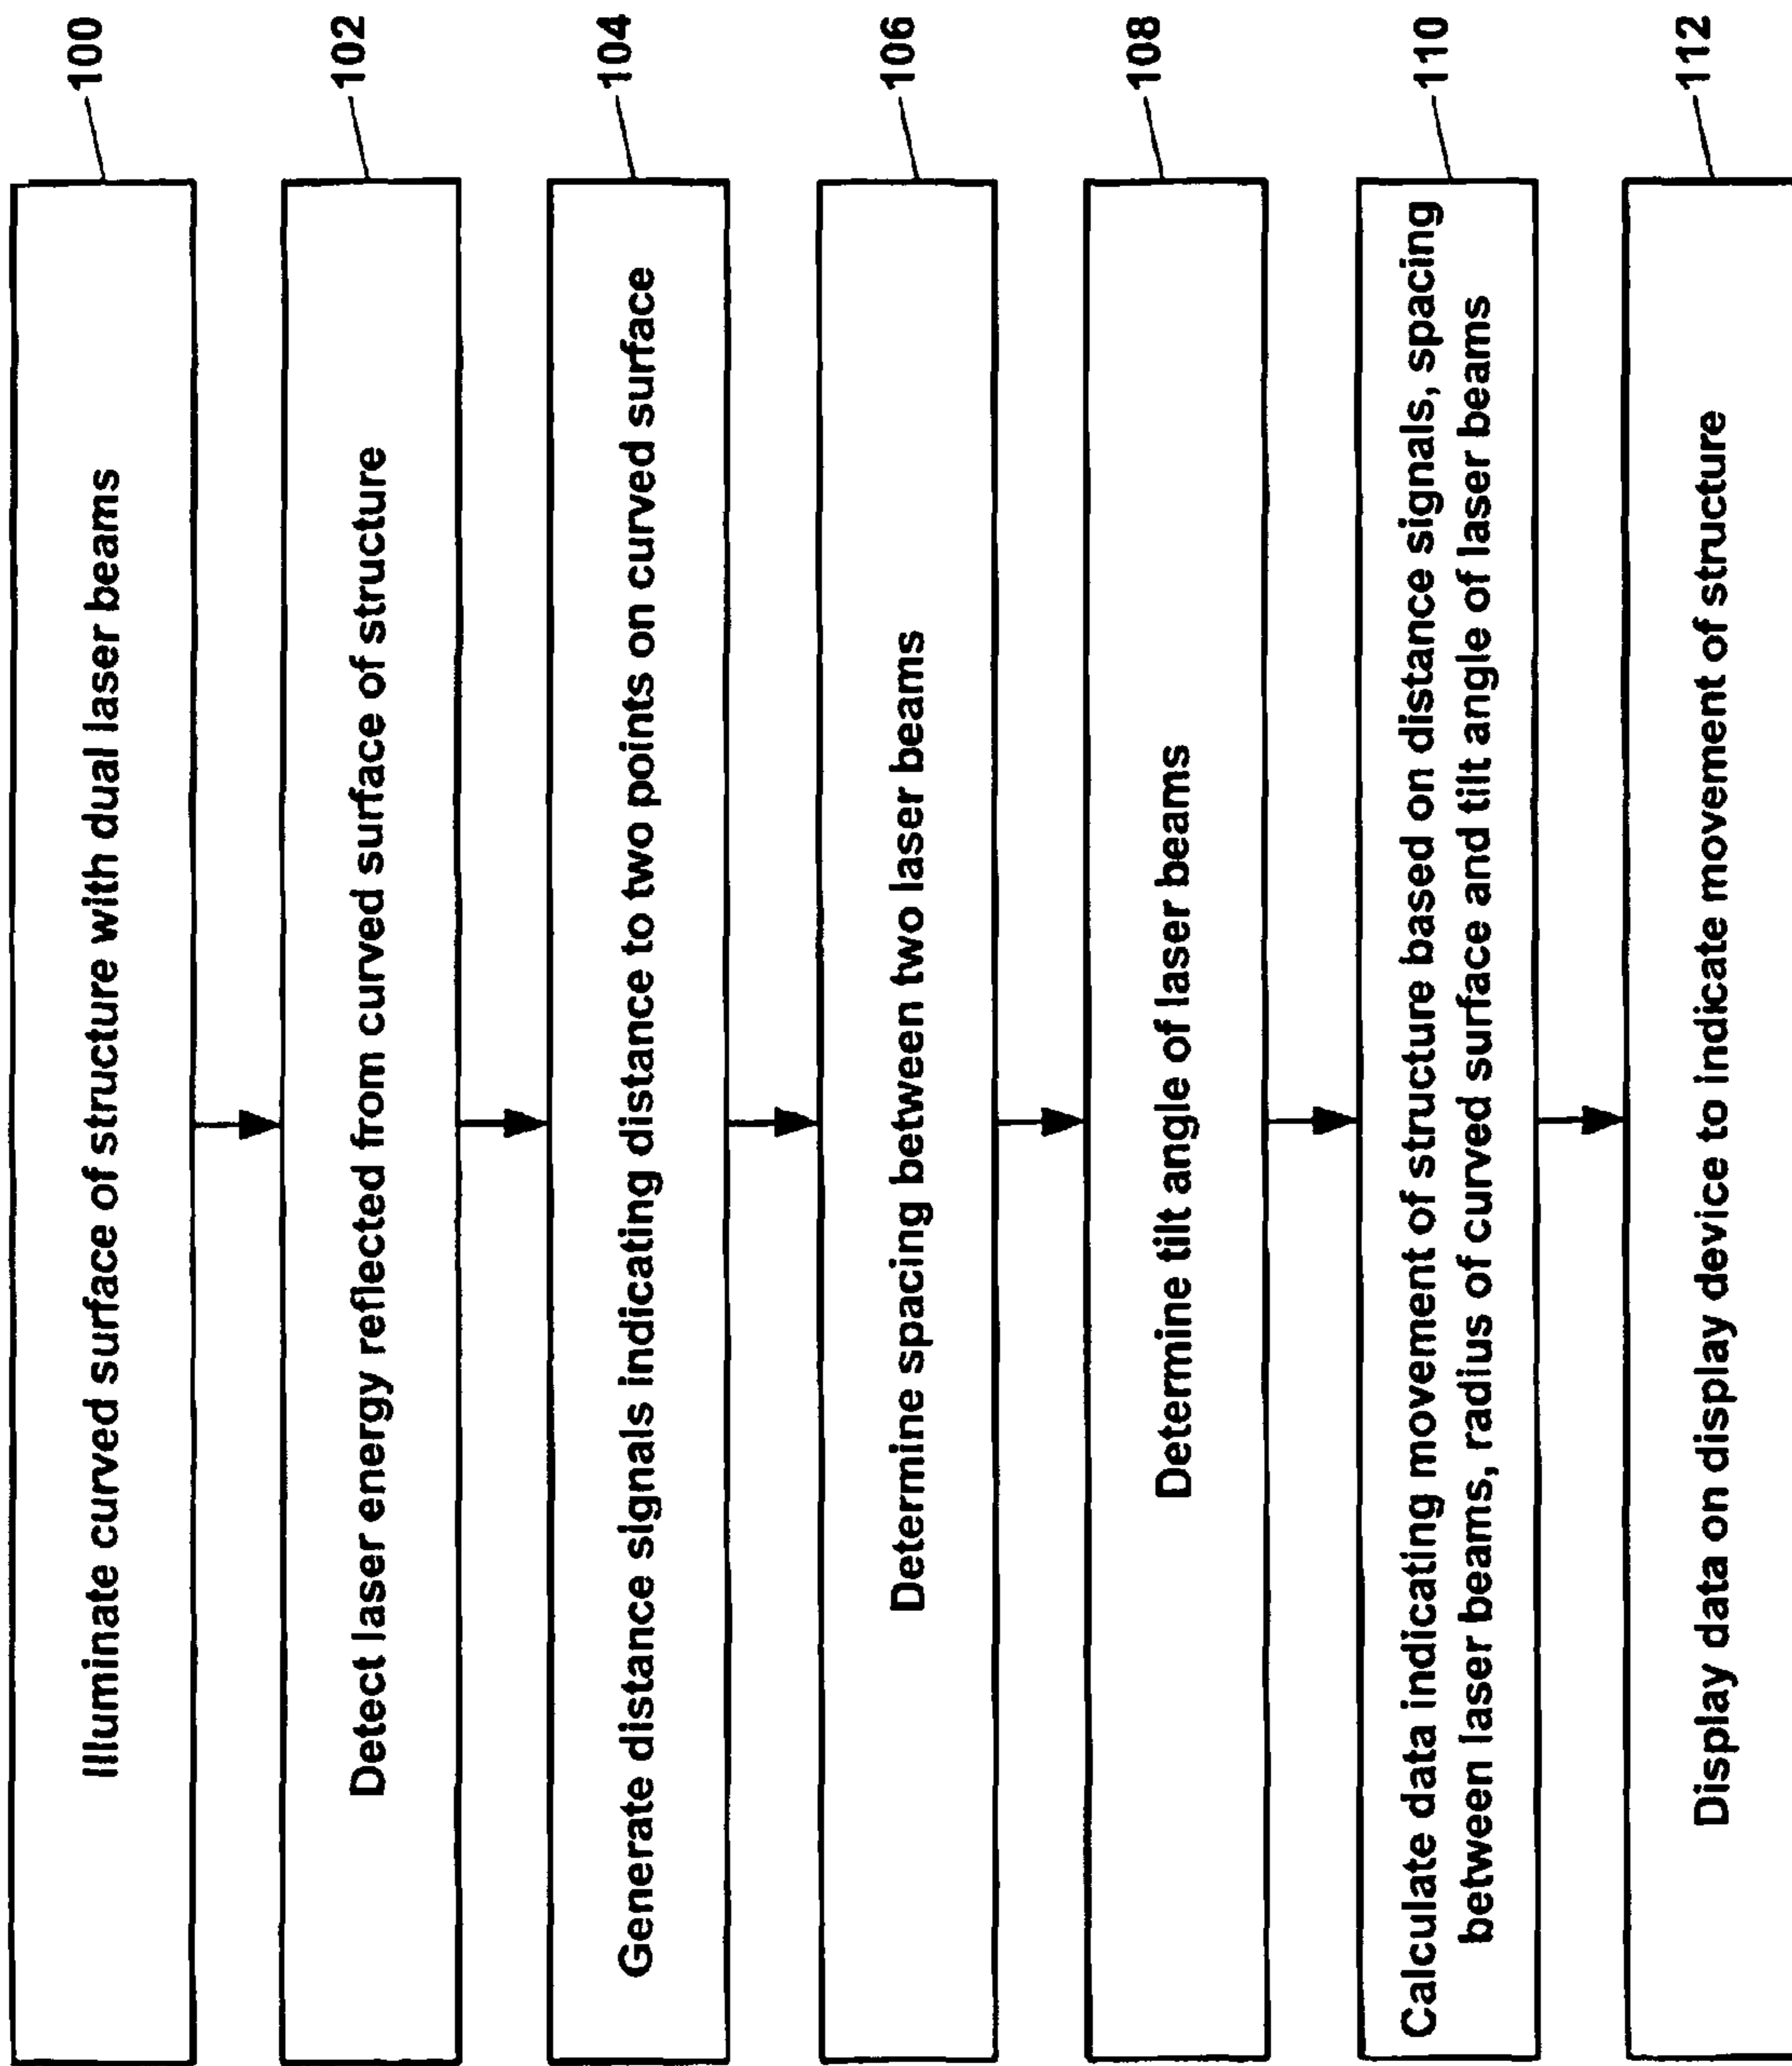 Illuminate curved surface of structure with dual laser beams
100
Detect laser energy reflected from curved surface of structure
102
Generate distance signals indicating distance to two points on curved surface
104
Determine spacing between two laser beams
106
Determine tilt angle of laser beams
108
Calculate data indicating movement of structure based on distance signals, spacing
between laser beams, radius of curved surface and tilt angle of laser beams
110
Display data on display device to indicate movement of structure
112